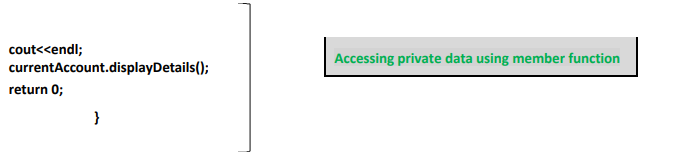 cout<<endl;
currentAccount.displayDetails();
return 0;
}
Accessing private data using member function